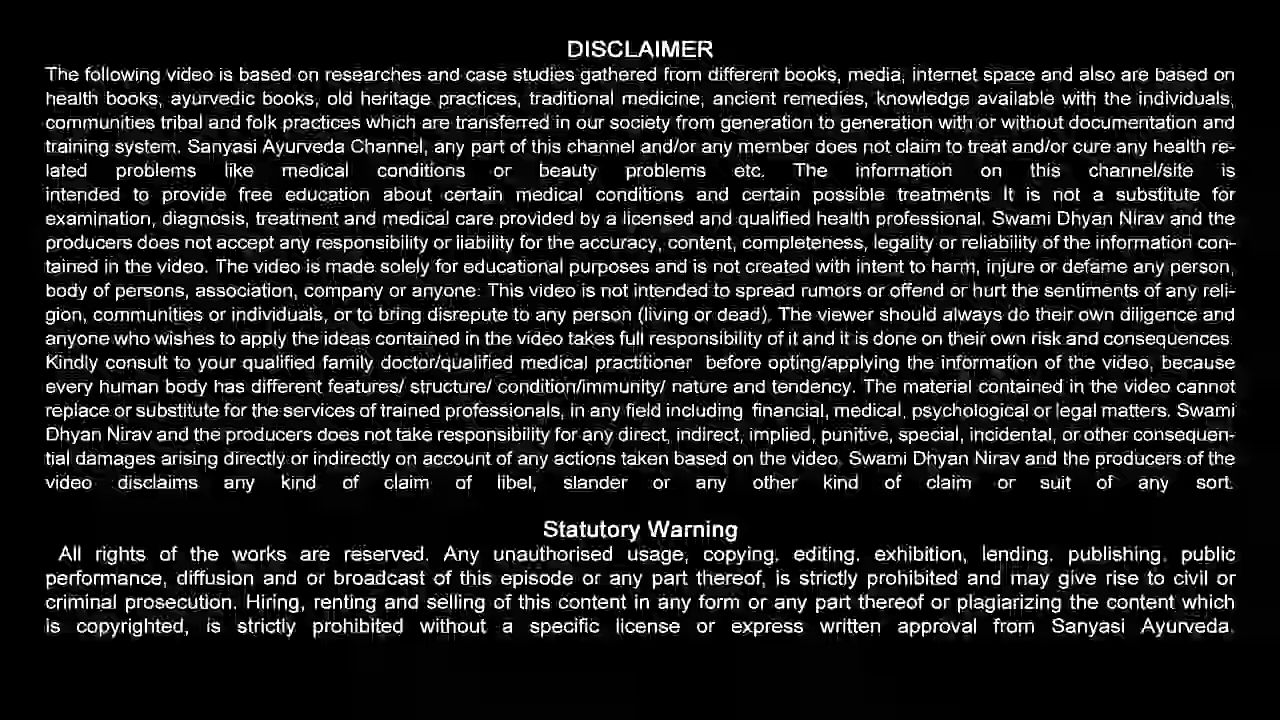 DISCLAIMER
The following video is based on researches and case studies gathered from different books, media, internet space and also are based on
health books, ayurvedic books, old heritage practices, traditional medicine, ancient remedies, knowledge available with the individuals,
communities tribal and folk practices which are transferred in our society from generation to generation with or without documentation and
training system. Sanyasi Ayurveda Channel, any part of this channel and/or any member does not claim to treat and/or cure any health re-
lated problems like medical conditions or beauty problems etc. The information on this channel/site is
intended to provide free education about certain medical conditions and certain possible treatments It is not a substitute for
examination, diagnosis, treatment and medical care provided by a licensed and qualified health professional. Swami Dhyan Nirav and the
producers does not accept any responsibility or liability for the accuracy, content, completeness, legality or reliability of the information con-
tained in the video. The video is made solely for educational purposes and is not created with intent to harm, injure or defame any person,
body of persons, association, company or anyone. This video is not intended to spread rumors or offend or hurt the sentiments of any reli-
gion, communities or individuals, or to bring disrepute to any person (living or dead). The viewer should always do their own diligence and
anyone who wishes to apply the ideas contained in the video takes full responsibility of it and it is done on their own risk and consequences.
Kindly consult to your qualified family doctor/qualified medical practitioner before opting/applying the information of the video, because
every human body has different features/ structure/ condition/immunity/ nature and tendency. The material contained in the video cannot
replace or substitute for the services of trained professionals, in any field including financial, medical, psychological or legal matters. Swami
Dhyan Nirav and the producers does not take responsibility for any direct, indirect, implied, punitive, special, incidental, or other consequen-
tial damages arising directly or indirectly on account of any actions taken based on the video. Swami Dhyan Nirav and the producers of the
video disclaims any kind of claim of libel, slander or any other kind of claim or suit of any sort.
Statutory Warning
All rights of the works are reserved. Any unauthorised usage, copying, editing, exhibition, lending, publishing, public
performance, diffusion and or broadcast of this episode or any part thereof, is strictly prohibited and may give rise to civil or
criminal prosecution. Hiring, renting and selling of this content in any form or any part thereof or plagiarizing the content which
is copyrighted, is strictly prohibited without a specific license or express written approval from Sanyasi Ayurveda.